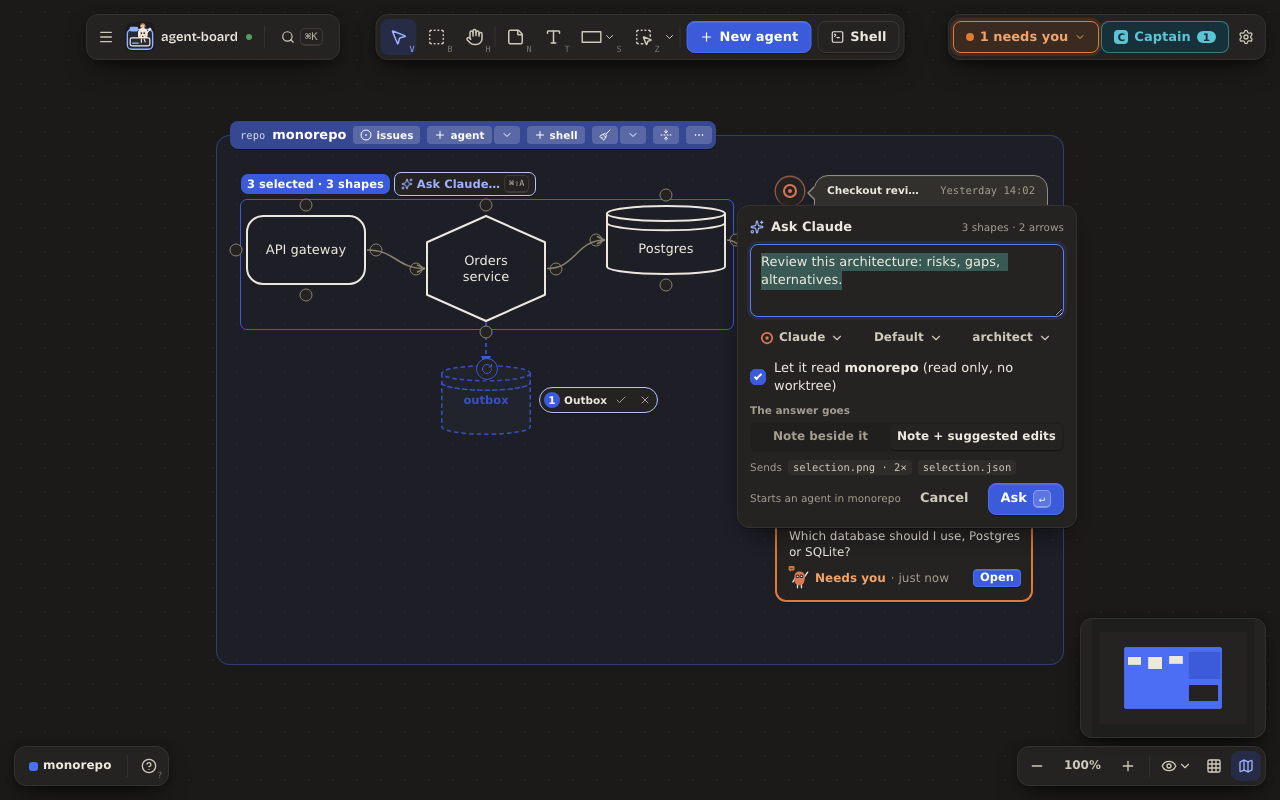 agent-board
⌘K
V
B
H
N
T
S
Z
New agent
Shell
1 needs you
C Captain 1
repo monorepo
issues
agent
shell
3 selected · 3 shapes
Ask Claude… ⌘⇧A
Checkout revi… Yesterday 14:02
API gateway
Orders
service
Postgres
outbox
1 Outbox
Ask Claude
3 shapes · 2 arrows
Review this architecture: risks, gaps,
alternatives.
Claude
Default
architect
Let it read monorepo (read only, no
worktree)
The answer goes
Note beside it
Note + suggested edits
Sends selection.png · 2× selection.json
Starts an agent in monorepo
Cancel
Ask ↵
Which database should I use, Postgres
or SQLite?
Needs you · just now
Open
monorepo
?
100%